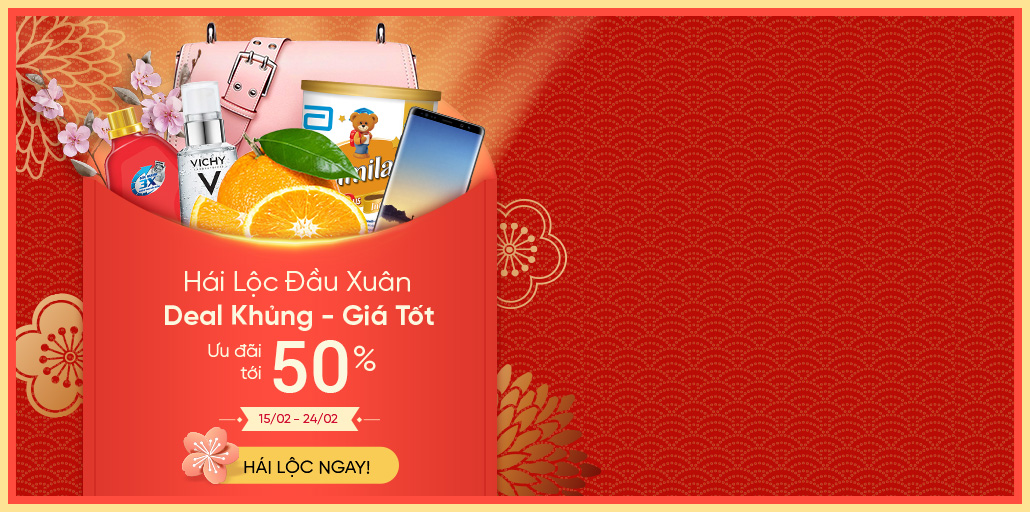 VICHY
V
3X
Hái Lộc Đầu Xuân
Deal Khủng - Giá Tốt
Ưu đãi
tới
50%
15/02 - 24/02
HÁI LỘC NGAY!